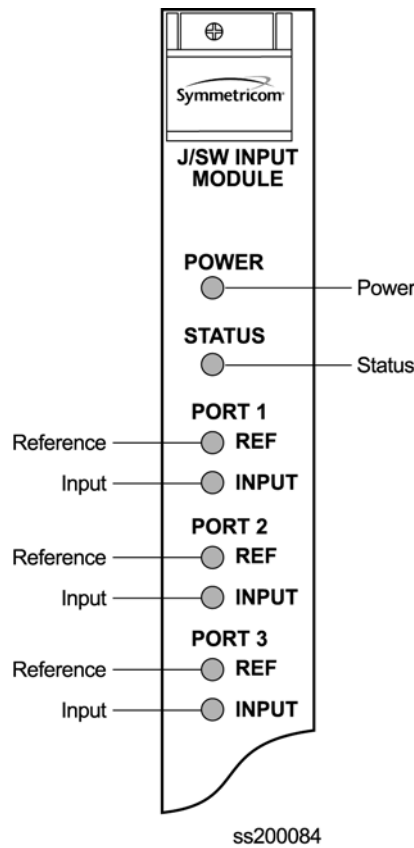 Symmetricom
J/SW INPUT
MODULE
POWER
Power
STATUS
Status
PORT 1
Reference REF
Input INPUT
PORT 2
Reference REF
Input INPUT
PORT 3
Reference REF
Input INPUT
ss200084